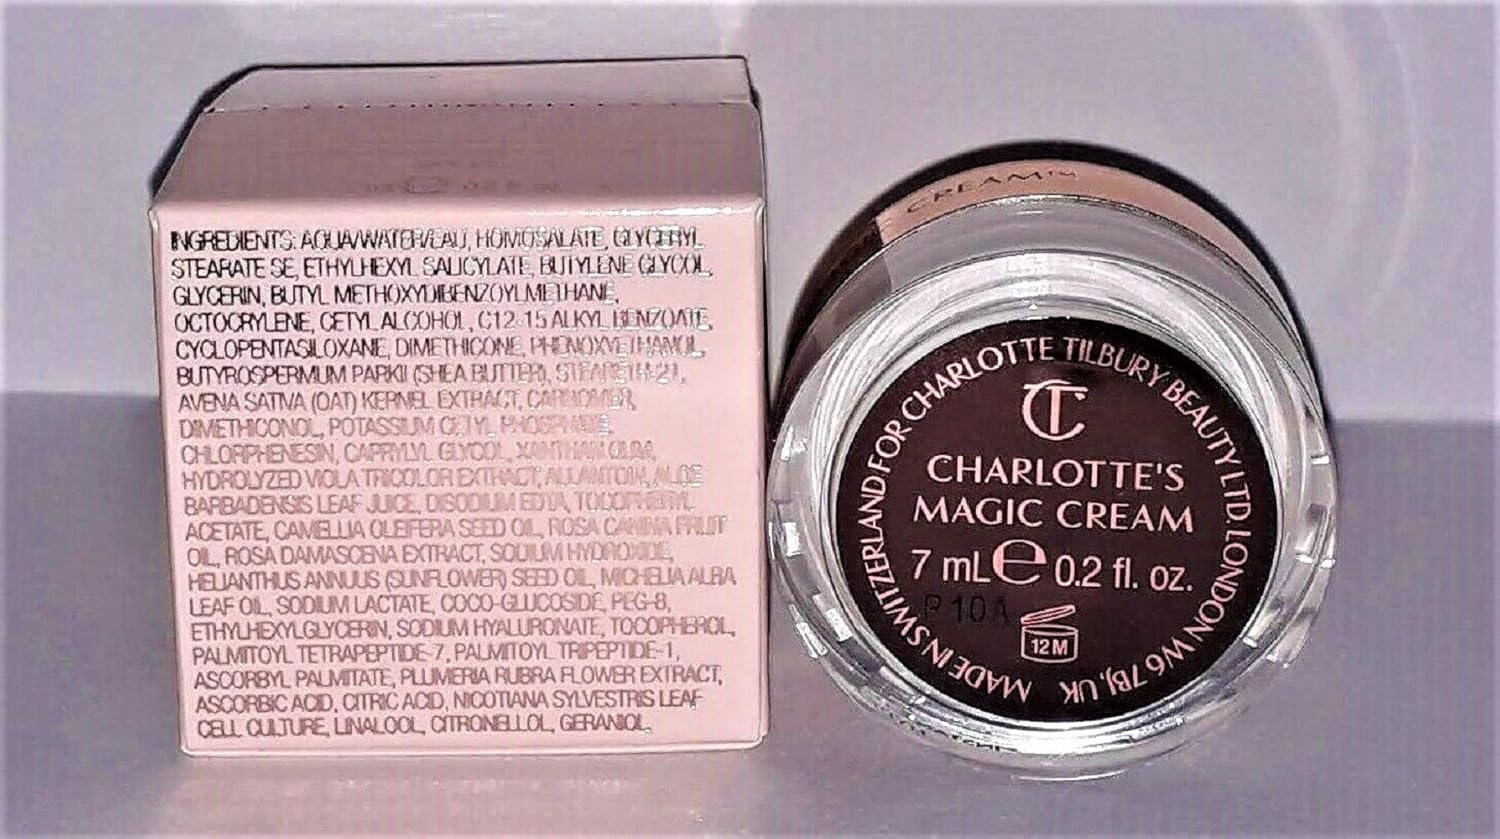 INGREDIENTS: AQUA/WATER/EAU, HOMOSALATE, GLYCERYL
STEARATE SE, ETHYLHEXYL SALICYLATE, BUTYLENE GLYCOL,
GLYCERIN, BUTYL METHOXYDIBENZOYLMETHANE,
OCTOCRYLENE, CETYL ALCOHOL, C12-15 ALKYL BENZOATE,
CYCLOPENTASILOXANE, DIMETHICONE, PHENOXYETHANOL,
BUTYROSPERMUM PARKII (SHEA BUTTER), STEARETH-21,
AVENA SATIVA (OAT) KERNEL EXTRACT, CARBOMER,
DIMETHICONOL, POTASSIUM CETYL PHOSPHATE,
CHLORPHENESIN, CAPRYLYL GLYCOL, XANTHAN GUM,
HYDROLYZED VIOLA TRICOLOR EXTRACT, ALLANTOIN, ALOE
BARBADENSIS LEAF JUICE, DISODIUM EDTA, TOCOPHERYL
ACETATE, CAMELLIA OLEIFERA SEED OIL, ROSA CANINA FRUIT
OIL, ROSA DAMASCENA EXTRACT, SODIUM HYDROXIDE,
HELIANTHUS ANNUUS (SUNFLOWER) SEED OIL, MICHELIA ALBA
LEAF OIL, SODIUM LACTATE, COCO-GLUCOSIDE, PEG-8,
ETHYLHEXYLGLYCERIN, SODIUM HYALURONATE, TOCOPHEROL,
PALMITOYL TETRAPEPTIDE-7, PALMITOYL TRIPEPTIDE-1,
ASCORBYL PALMITATE, PLUMERIA RUBRA FLOWER EXTRACT,
ASCORBIC ACID, CITRIC ACID, NICOTIANA SYLVESTRIS LEAF
CELL CULTURE, LINALOOL, CITRONELLOL, GERANIOL,
CREAM™
MADE IN SWITZERLAND FOR CHARLOTTE TILBURY BEAUTY LTD. LONDON W6 7BJ, UK
CT
CHARLOTTE'S
MAGIC CREAM
7 mL e 0.2 fl. oz.
P 10A
12M